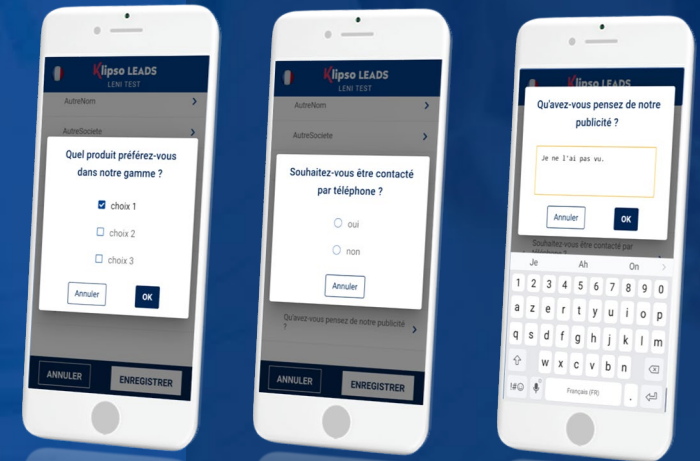 Klipso LEADS
LENI TEST
AutreNom
AutreSociete
Quel produit préférez-vous
dans notre gamme ?
choix 1
choix 2
choix 3
Annuler
OK
ANNULER
ENREGISTRER
Klipso LEADS
LENI TEST
AutreNom
AutreSociete
Souhaitez-vous être contacté
par téléphone ?
oui
non
Annuler
Qu'avez-vous pensez de notre publicité
?
ANNULER
ENREGISTRER
Klipso LEADS
Qu'avez-vous pensez de notre
publicité ?
Je ne l'ai pas vu.
Annuler
OK
Souhaitez-vous être contacté par
téléphone ?
Je Ah On
1 2 3 4 5 6 7 8 9 0
a z e r t y u i o p
q s d f g h j k l m
w x c v b n
!#☺ Français (FR) .